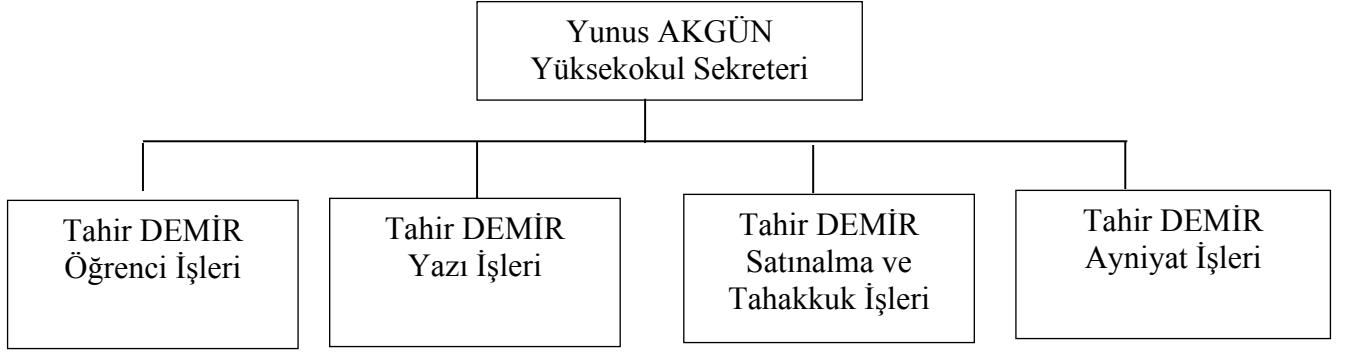 Yunus AKGÜN
Yüksekokul Sekreteri
Tahir DEMİR
Öğrenci İşleri
Tahir DEMİR
Yazı İşleri
Tahir DEMİR
Satınalma ve
Tahakkuk İşleri
Tahir DEMİR
Ayniyat İşleri